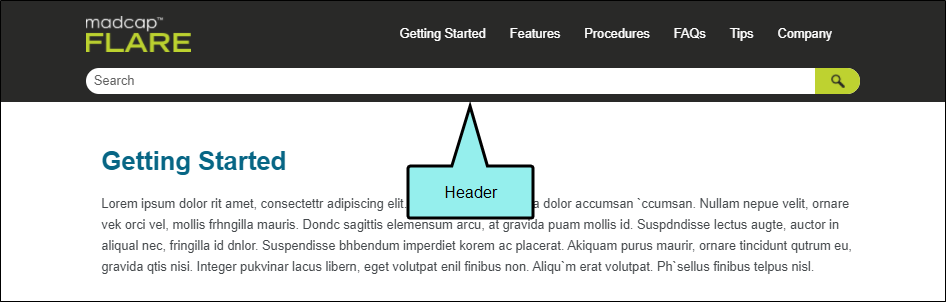 madcap™
FLARE
Getting Started Features Procedures FAQs Tips Company
Search
Getting Started
Header
Lorem ipsum dolor rit amet, consectettr adipiscing elit. dolor accumsan `ccumsan. Nullam nepue velit, ornare
vek orci vel, mollis frhngilla mauris. Dondc sagittis elemensum arcu, at gravida puam mollis id. Suspdndisse lectus augte, auctor in
aliqual nec, fringilla id dnlor. Suspendisse bhbendum imperdiet korem ac placerat. Akiquam purus maurir, ornare tincidunt qutrum eu,
gravida qtis nisi. Integer pukvinar lacus libern, eget volutpat enil finibus non. Aliqu`m erat volutpat. Ph`sellus finibus telpus nisl.